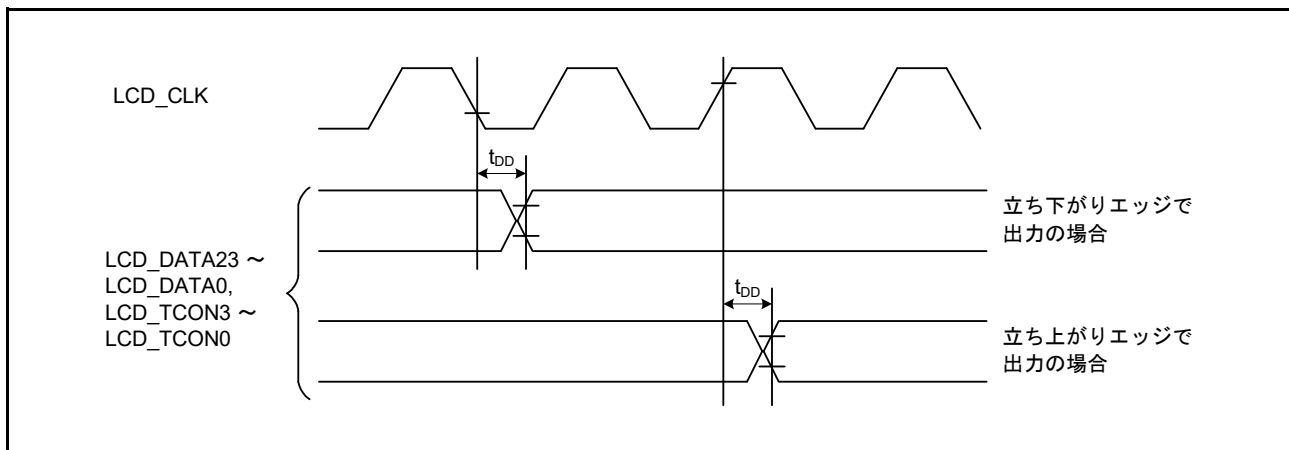 LCD_CLK
tDD
立ち下がりエッジで
出力の場合
LCD_DATA23 ～
LCD_DATA0,
LCD_TCON3 ～
LCD_TCON0
tDD
立ち上がりエッジで
出力の場合